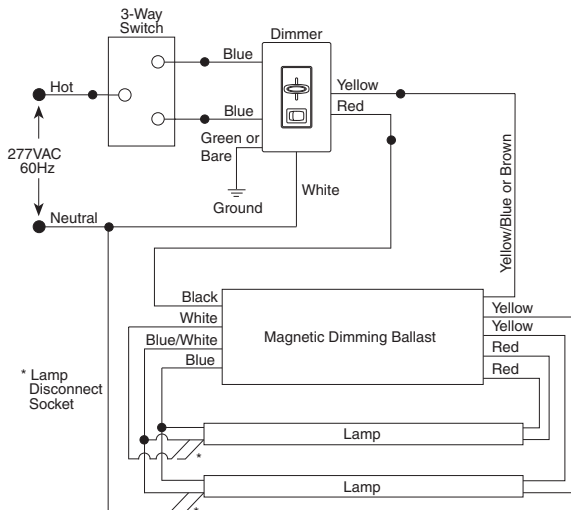 3-Way
Switch
Dimmer
Blue
Hot
Yellow
Red
Blue
277VAC
60Hz
Green or
Bare
White
Ground
Neutral
Yellow/Blue or Brown
Black
White
Blue/White
Blue
Magnetic Dimming Ballast
Yellow
Yellow
Red
Red
* Lamp
Disconnect
Socket
Lamp
*
Lamp
*